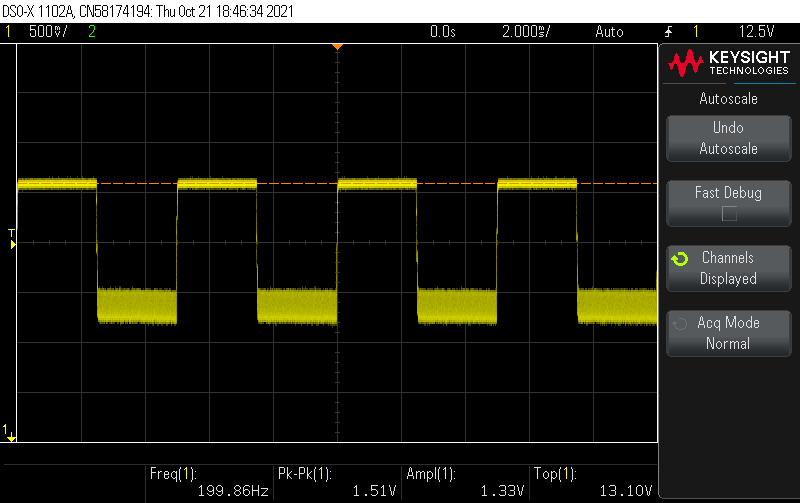 DSO-X 1102A, CN58174194: Thu Oct 21 18:46:34 2021
1 500mV/ 2 0.0s 2.000ms/ Auto 1 12.5V
KEYSIGHT
TECHNOLOGIES
Autoscale
Undo
Autoscale
Fast Debug
Channels
Displayed
Acq Mode
Normal
T
1
Freq(1): Pk-Pk(1): Ampl(1): Top(1):
199.86Hz 1.51V 1.33V 13.10V